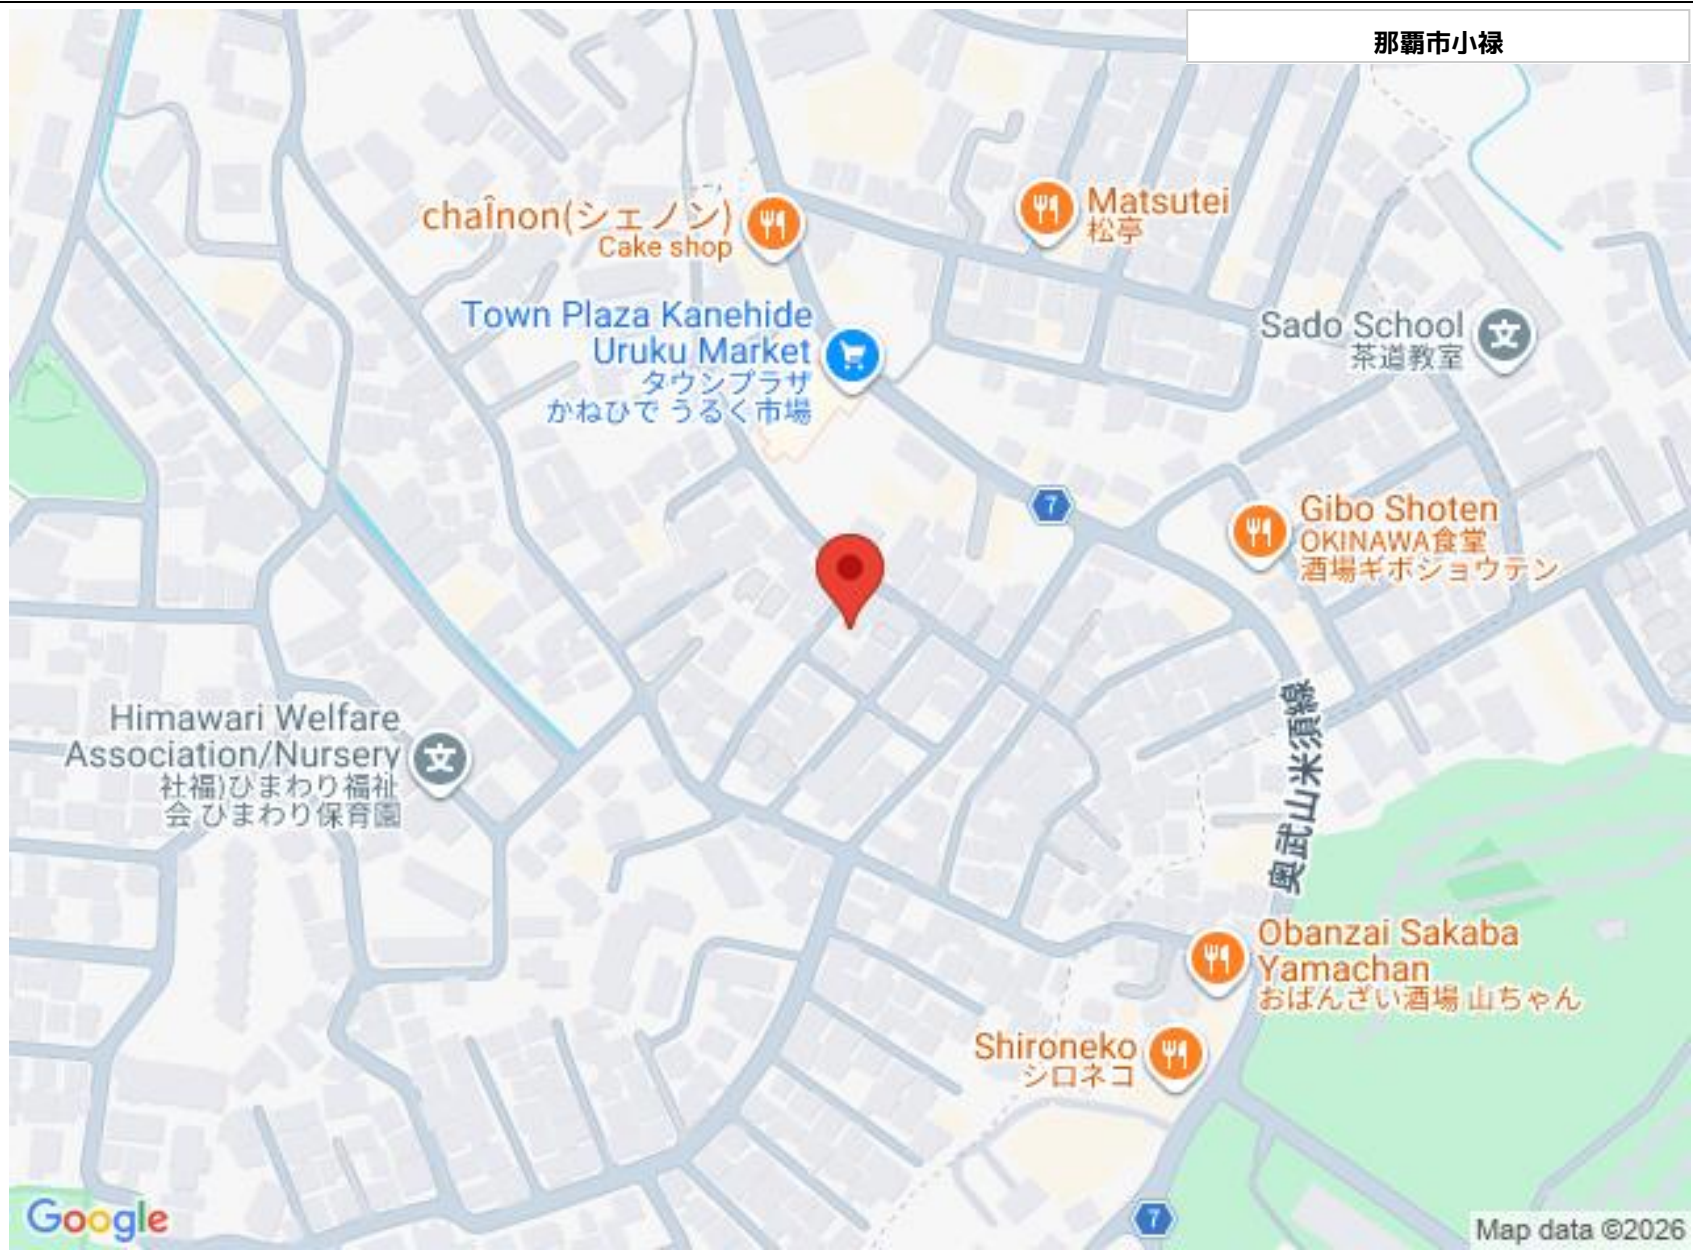 那覇市小禄
chaÎnon(シェノン)
Cake shop
Matsutei
松亭
Town Plaza Kanehide
Uruku Market
タウンプラザ
かねひで うるく市場
Sado School
茶道教室
7
Gibo Shoten
OKINAWA食堂
酒場ギボショウテン
Himawari Welfare
Association/Nursery
社福)ひまわり福祉
会 ひまわり保育園
奥武山米須線
Obanzai Sakaba
Yamachan
おばんざい酒場 山ちゃん
Shironeko
シロネコ
7
Google
Map data ©2026
文
文